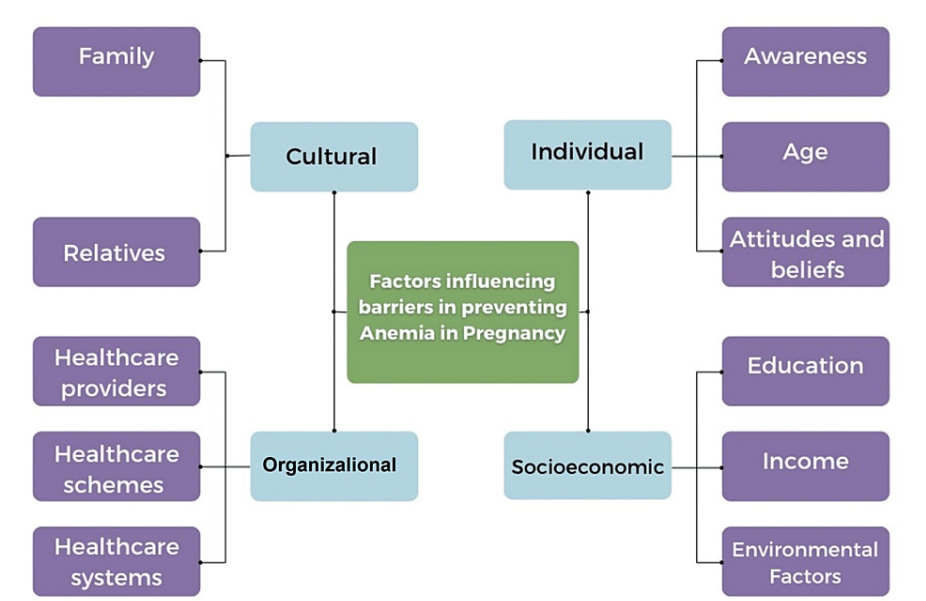 Family
Relatives
Cultural
Individual
Awareness
Age
Attitudes and
beliefs
Factors influencing
barriers in preventing
Anemia in Pregnancy
Healthcare
providers
Healthcare
schemes
Healthcare
systems
Organizalional
Socioeconomic
Education
Income
Environmental
Factors